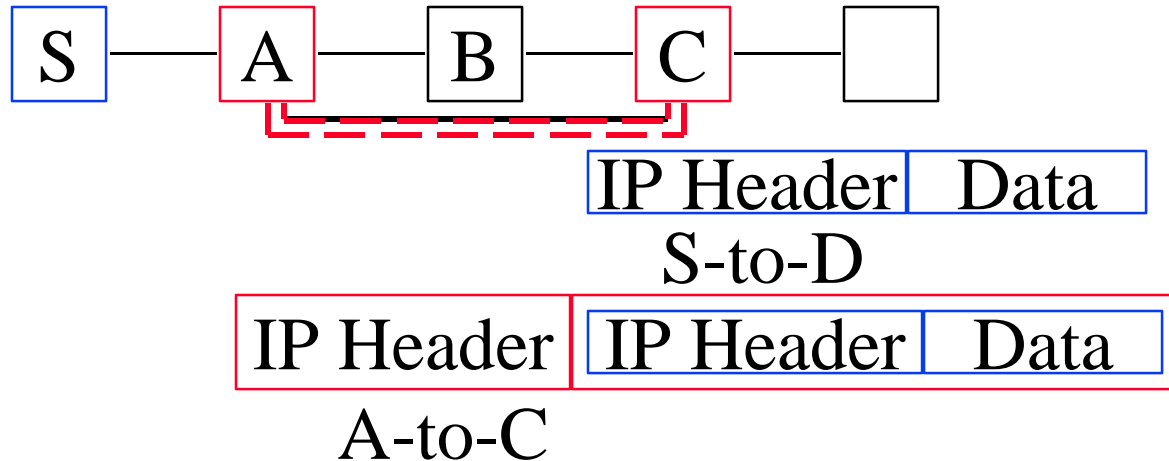 S A B C
IP Header Data
S-to-D
IP Header IP Header Data
A-to-C